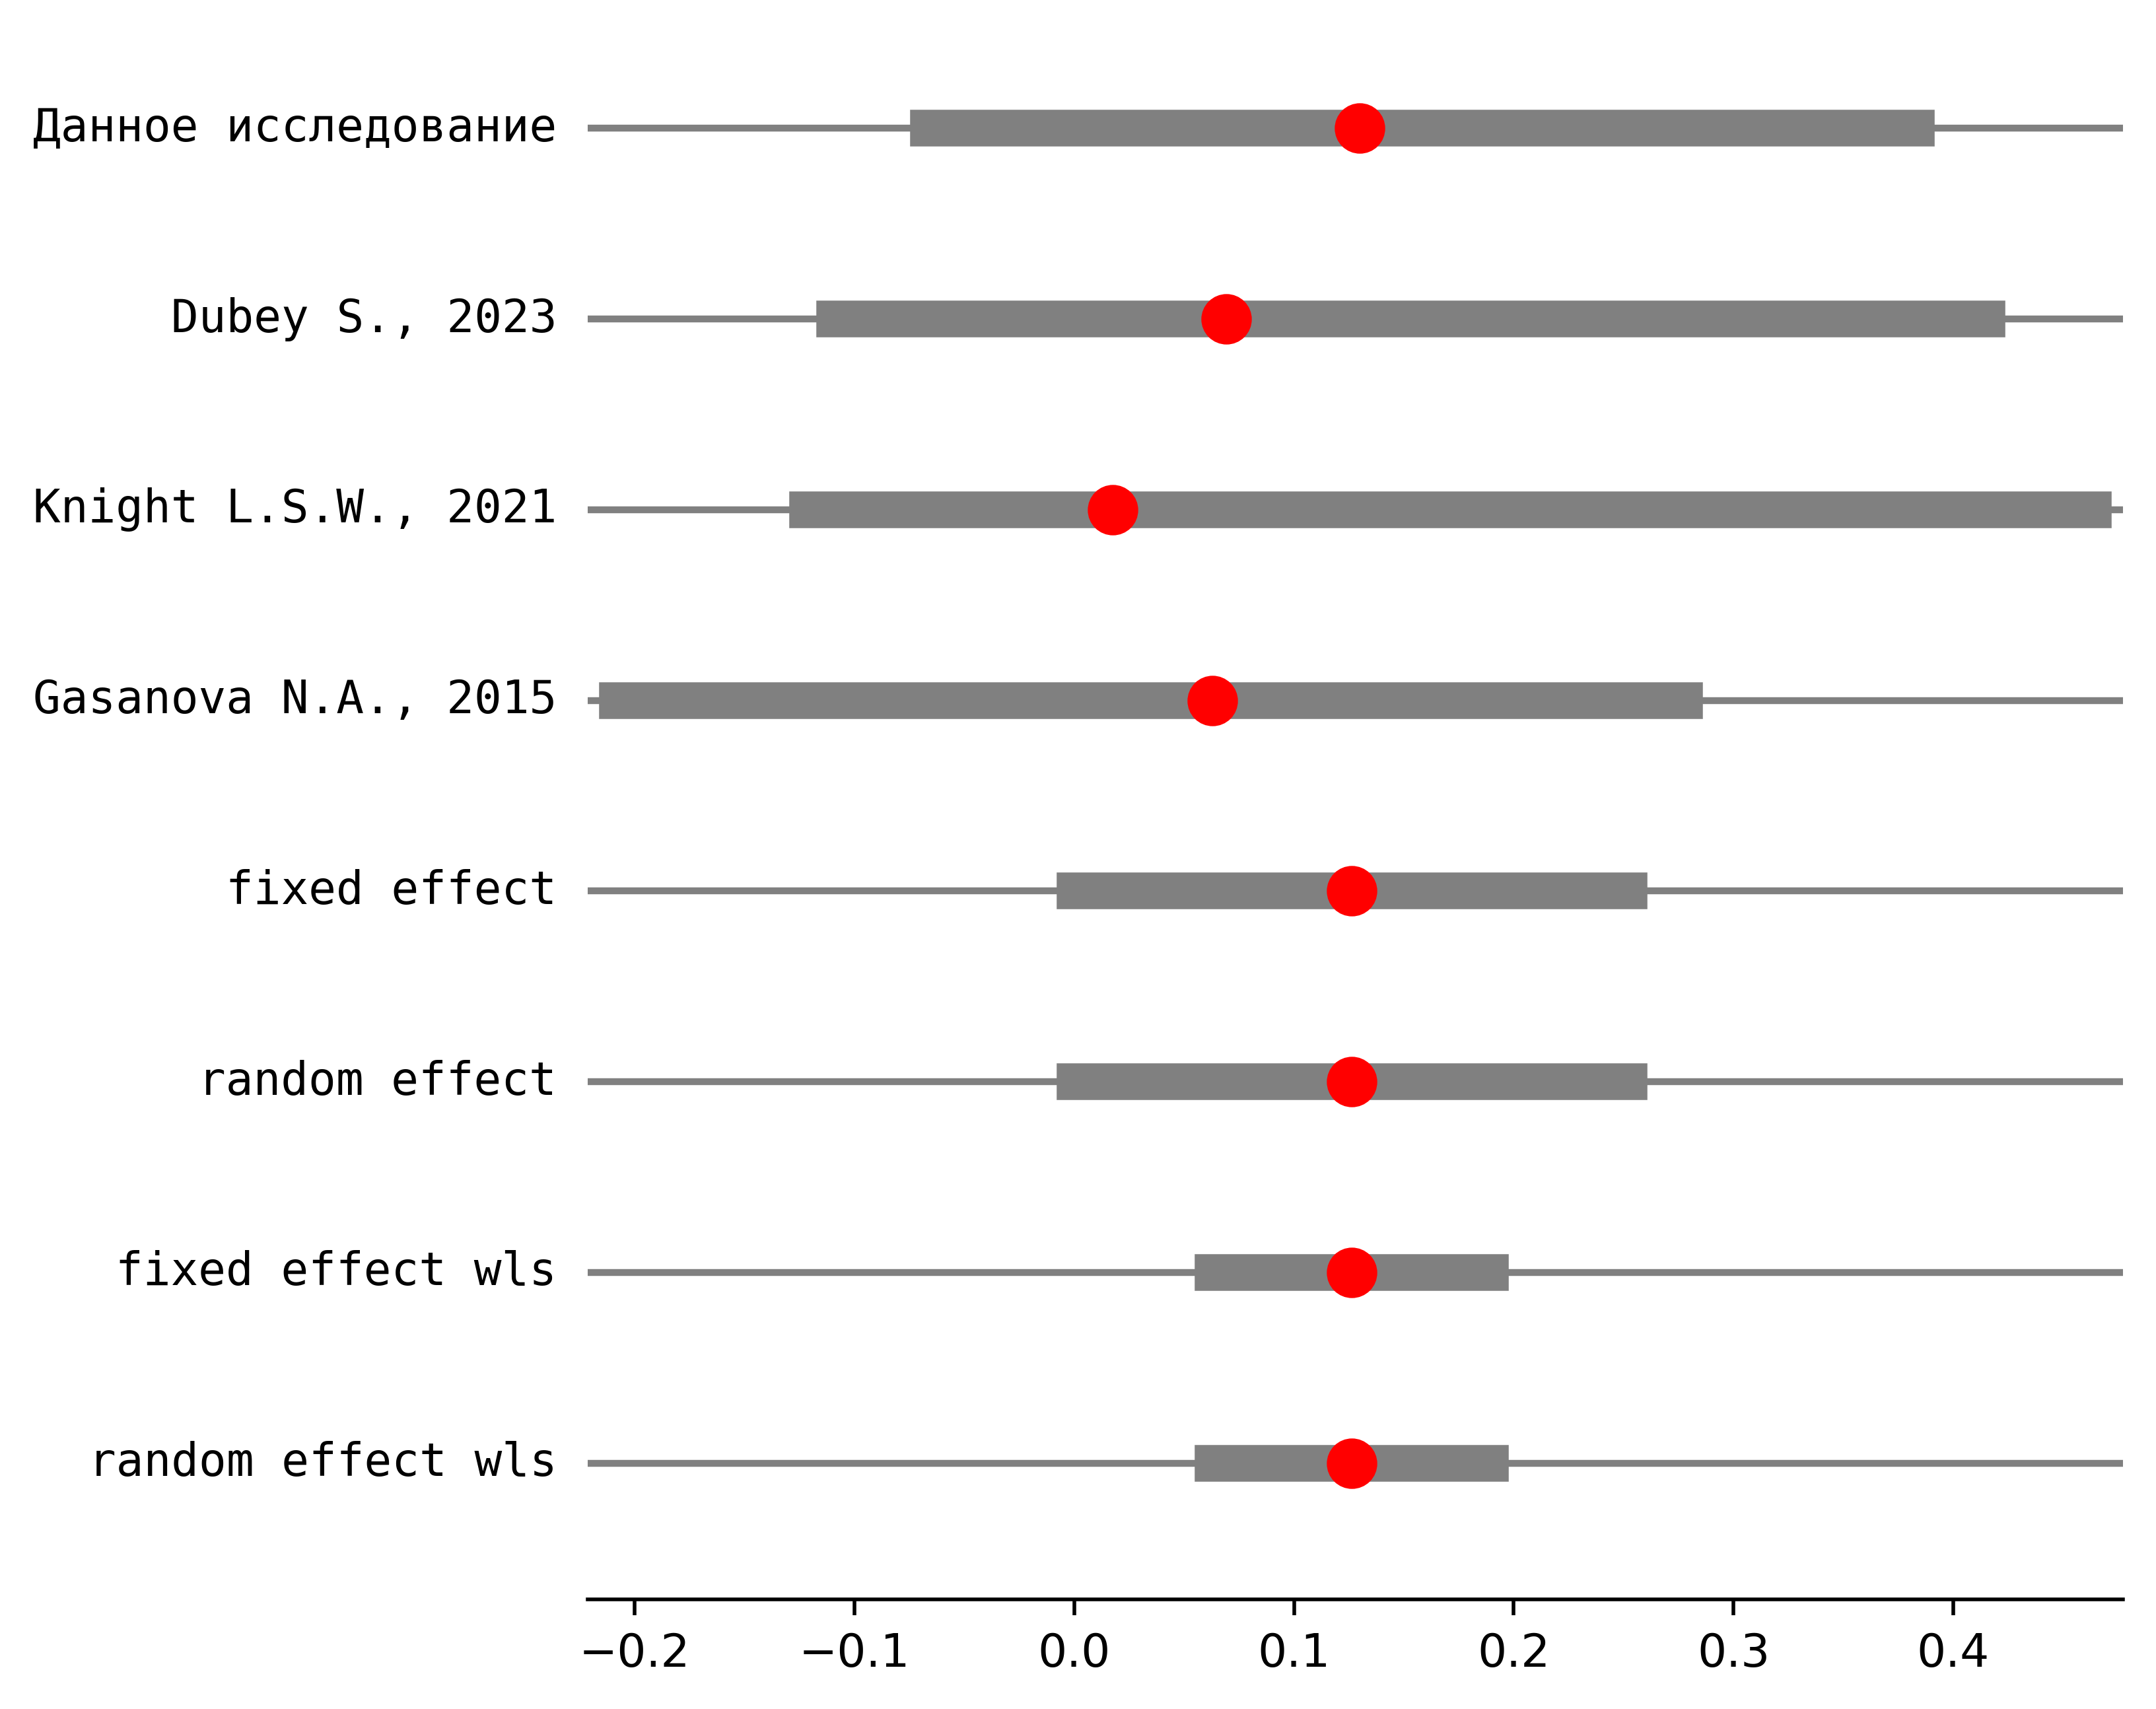 Данное исследование
Dubey S., 2023
Knight L.S.W., 2021
Gasanova N.A., 2015
fixed effect
random effect
fixed effect wls
random effect wls
−0.2 −0.1 0.0 0.1 0.2 0.3 0.4